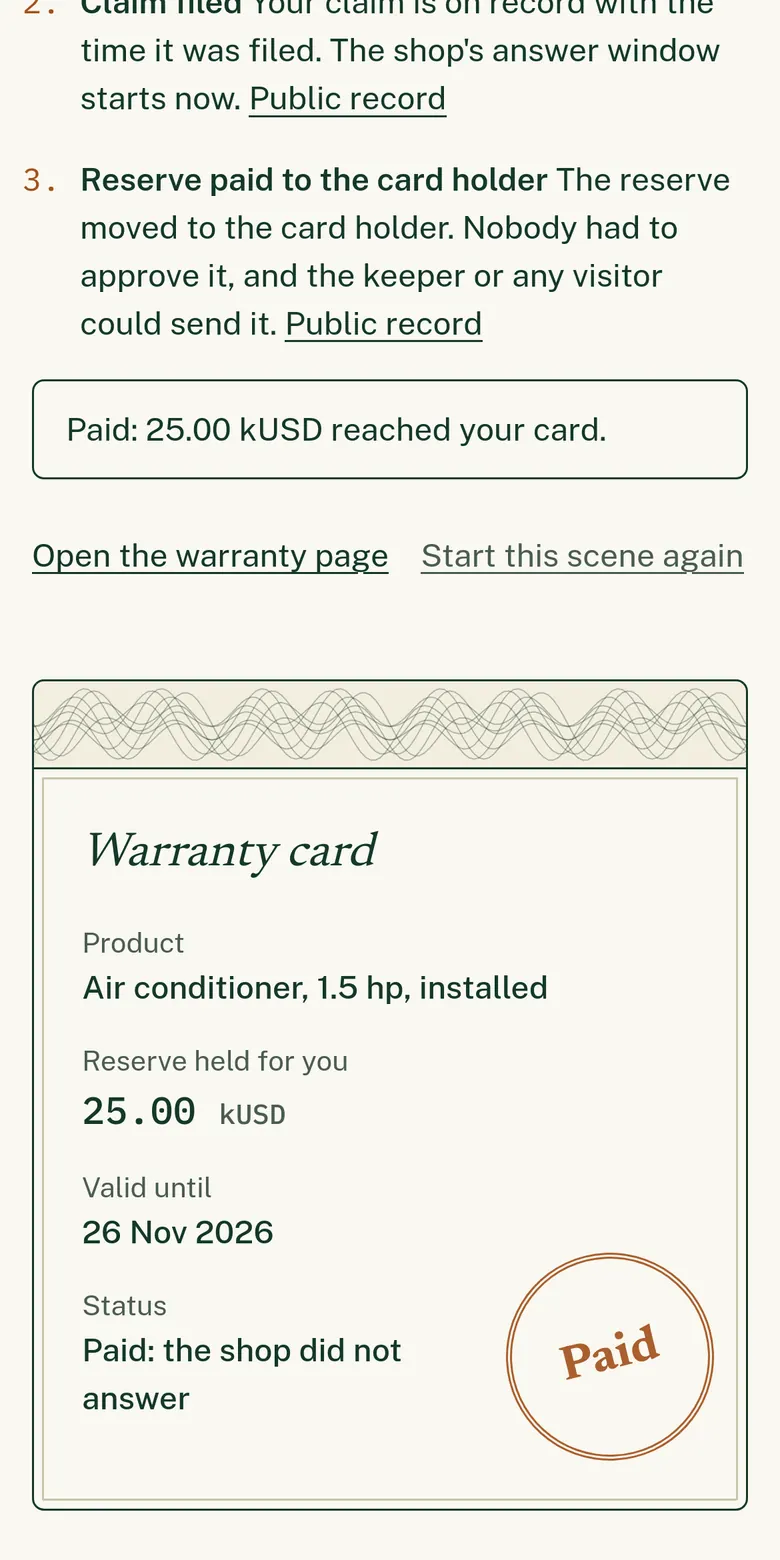 2. Claim filed Your claim is on record with the
time it was filed. The shop's answer window
starts now. Public record
3. Reserve paid to the card holder The reserve
moved to the card holder. Nobody had to
approve it, and the keeper or any visitor
could send it. Public record
Paid: 25.00 kUSD reached your card.
Open the warranty page Start this scene again
Warranty card
Product
Air conditioner, 1.5 hp, installed
Reserve held for you
25.00 kUSD
Valid until
26 Nov 2026
Status
Paid: the shop did not
answer
Paid